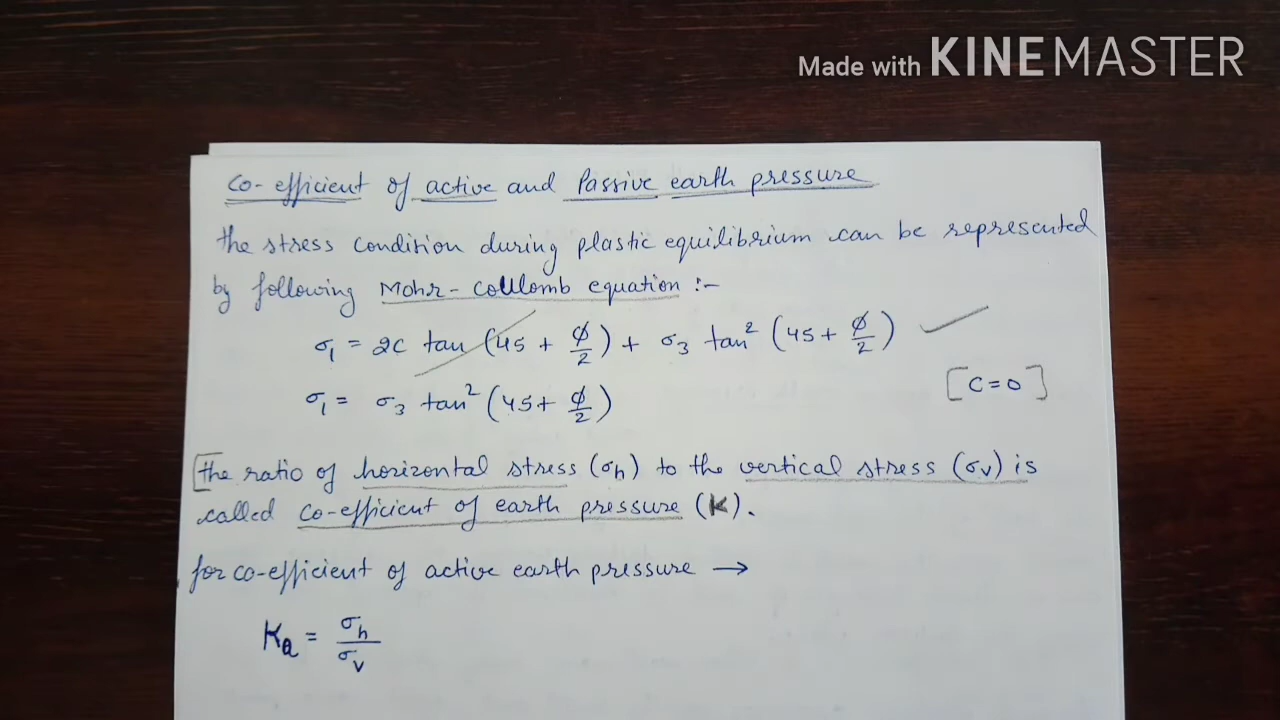 Made with KINEMASTER
Co-efficient of active and Passive earth pressure
the stress condition during plastic equilibrium can be represented
by following Mohr-Coulomb equation :-
σ₁ = 2c tan (45 + φ/2) + σ₃ tan² (45 + φ/2) ✓
[C=0]
σ₁ = σ₃ tan² (45 + φ/2)
[the ratio of horizontal stress (σh) to the vertical stress (σv) is
called co-efficient of earth pressure (K).
for co-efficient of active earth pressure →
Ka = σh/σv